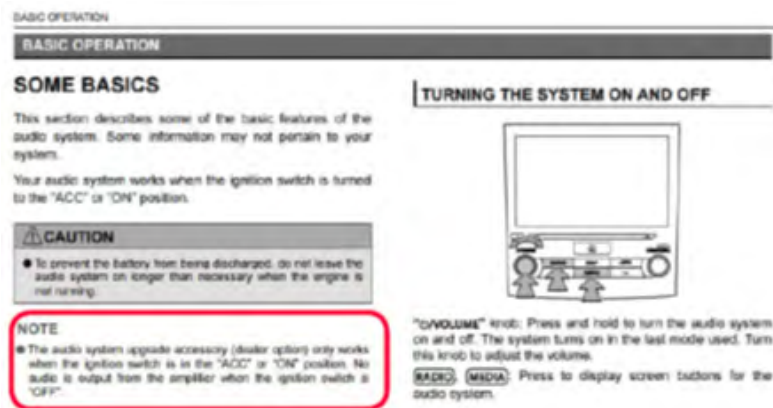 BASIC OPERATION
BASIC OPERATION
SOME BASICS
This section describes some of the basic features of the
audio system. Some information may not pertain to your
system.
Your audio system works when the ignition switch is turned
to the "ACC" or "ON" position.
CAUTION
● To prevent the battery from being discharged, do not leave the
audio system on longer than necessary when the engine is
not running.
NOTE
● The audio system upgrade accessory (dealer option) only works
when the ignition switch is in the "ACC" or "ON" position. No
audio is output from the amplifier when the ignition switch is
"OFF".
TURNING THE SYSTEM ON AND OFF
"⏻/VOLUME" knob: Press and hold to turn the audio system
on and off. The system turns on in the last mode used. Turn
this knob to adjust the volume.
RADIO, MEDIA: Press to display screen buttons for the
audio system.